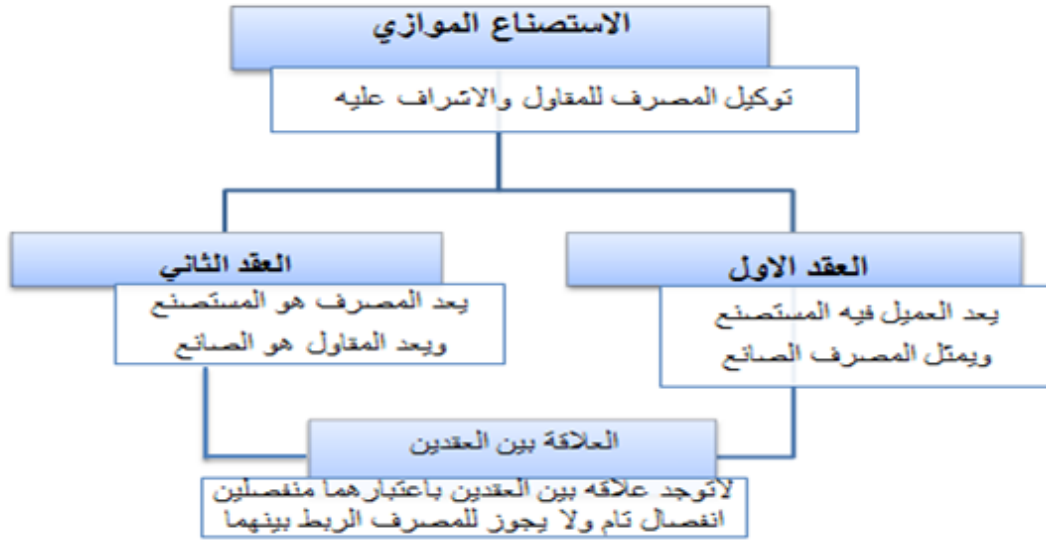 الاستصناع الموازي
توكيل المصرف للمقاول والاشراف عليه
العقد الاول
يعد العميل فيه المستصنع
ويمثل المصرف الصانع
العقد الثاني
يعد المصرف هو المستصنع
ويعد المقاول هو الصانع
العلاقة بين العقدين
لاتوجد علاقه بين العقدين باعتبارهما منفصلين
انفصال تام ولا يجوز للمصرف الربط بينهما